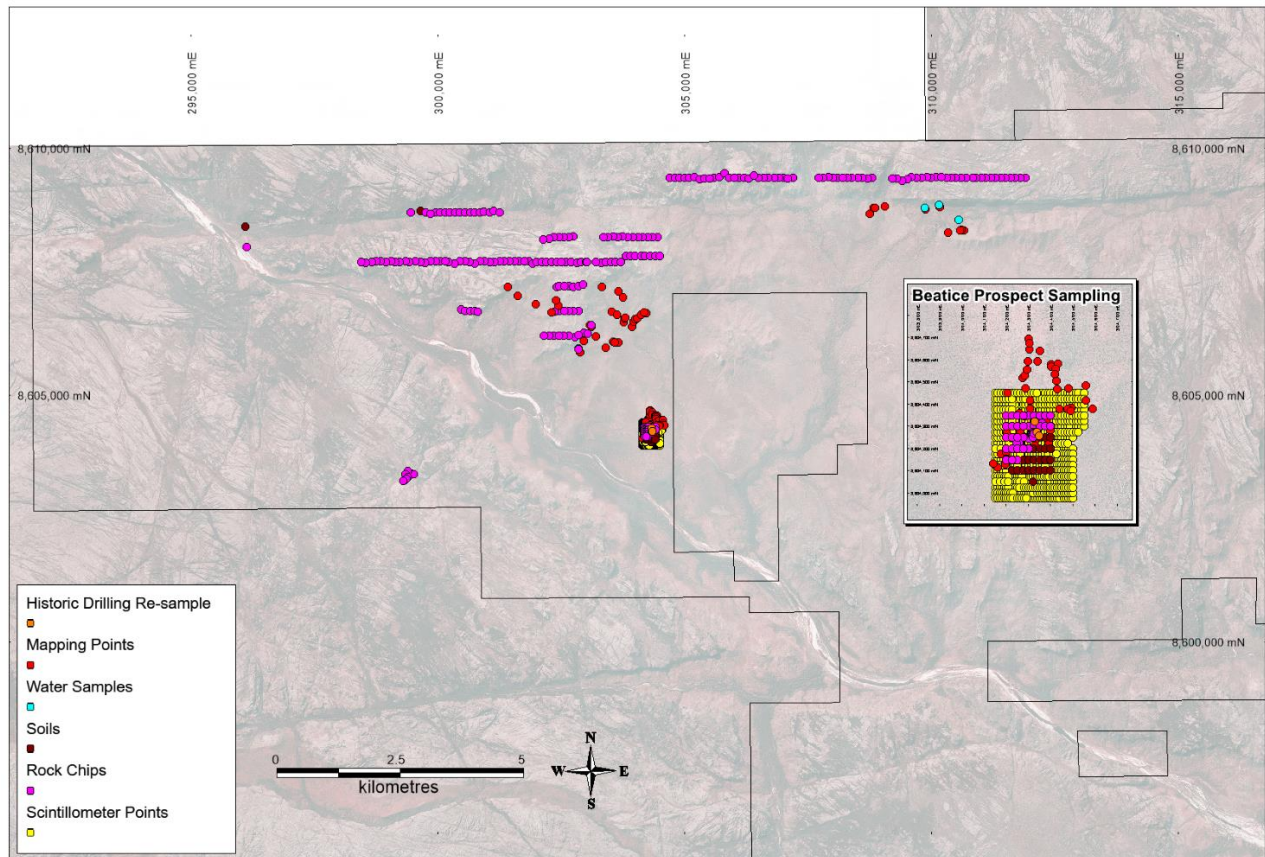 295,000 mE
300,000 mE
305,000 mE
310,000 mE
315,000 mE
8,610,000 mN
8,610,000 mN
Beatice Prospect Sampling
8,605,000 mN
8,605,000 mN
8,600,000 mN
Historic Drilling Re-sample
Mapping Points
Water Samples
Soils
Rock Chips
Scintillometer Points
0 2.5 5
kilometres
N
W E
S